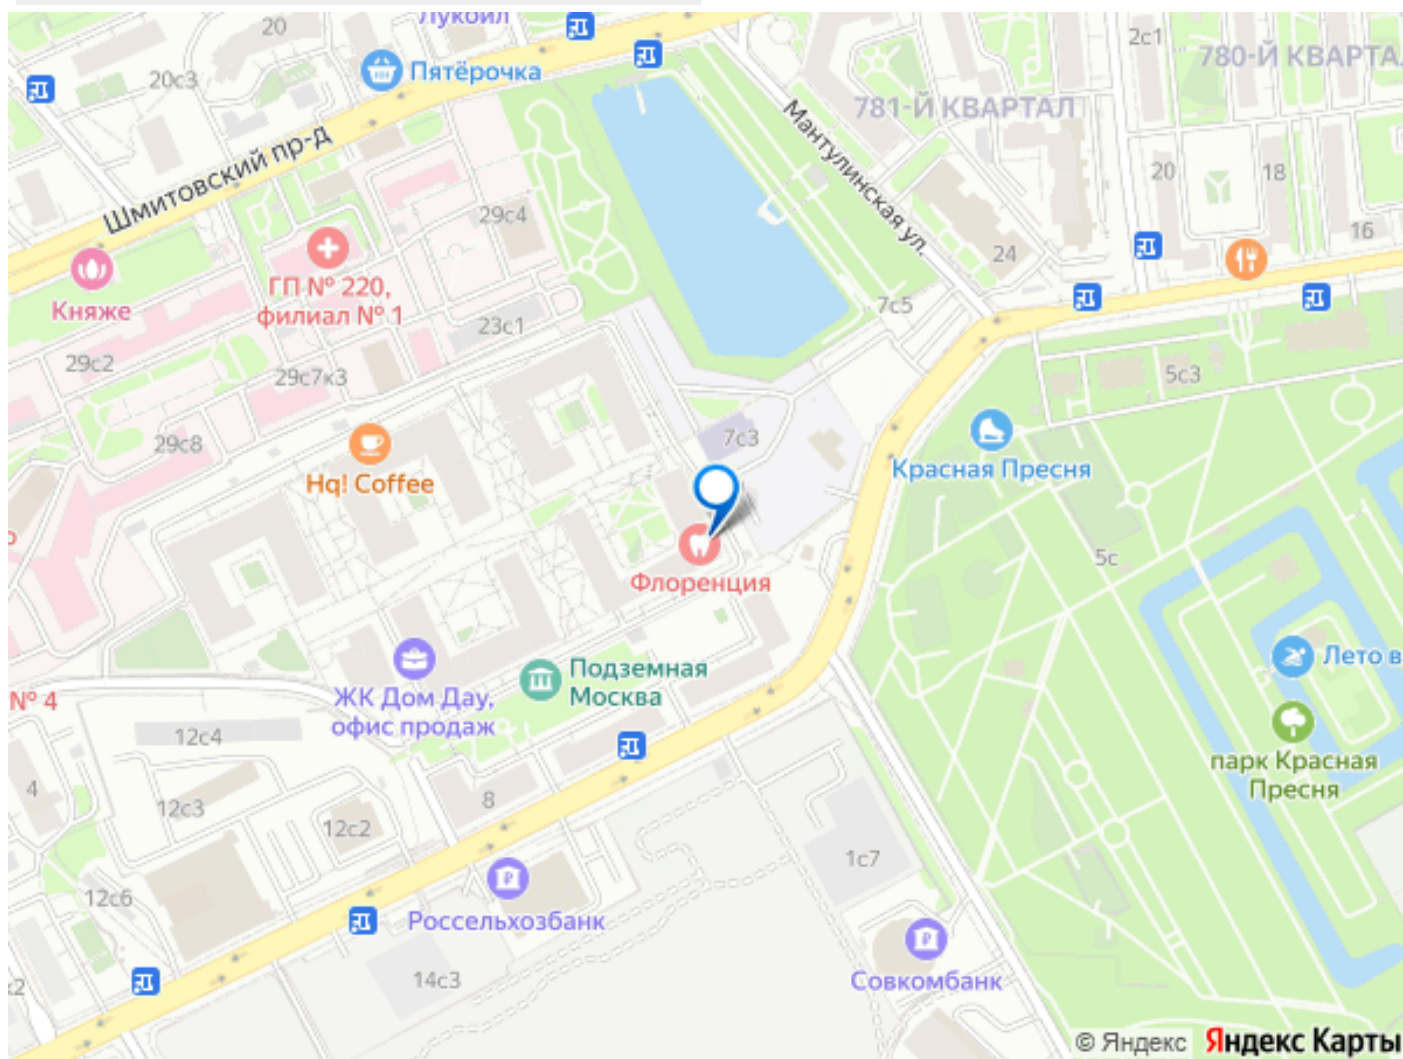 Лукойл
20
2с1
780-Й КВАРТА
20с3
Пятёрочка
781-Й КВАРТАЛ
Мантулинская ул.
Шмитовский пр-д
20
18
29с4
16
24
ГП № 220,
филиал № 1
Княже
7с5
23с1
29с2
29с7к3
5с3
29с8
7с3
Красная Пресня
Hq! Coffee
5с
Флоренция
Подземная
Москва
Лето в
№ 4
ЖК Дом Дау,
офис продаж
12с4
парк Красная
Пресня
4
12с3
8
12с2
1с7
12с6
Россельхозбанк
14с3
Совкомбанк
© Яндекс Яндекс Карты